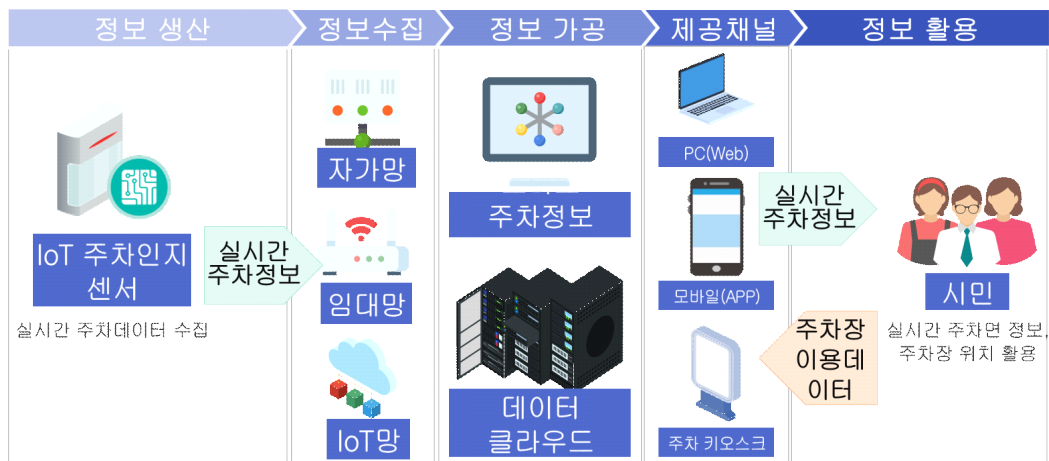 정보 생산
정보수집
정보 가공
제공채널
정보 활용
IoT 주차인지
센서
실시간 주차데이터 수집
실시간
주차정보
자가망
임대망
IoT망
주차정보
데이터
클라우드
PC(Web)
모바일(APP)
주차 키오스크
실시간
주차정보
주차장
이용데
이터
시민
실시간 주차면 정보,
주차장 위치 활용